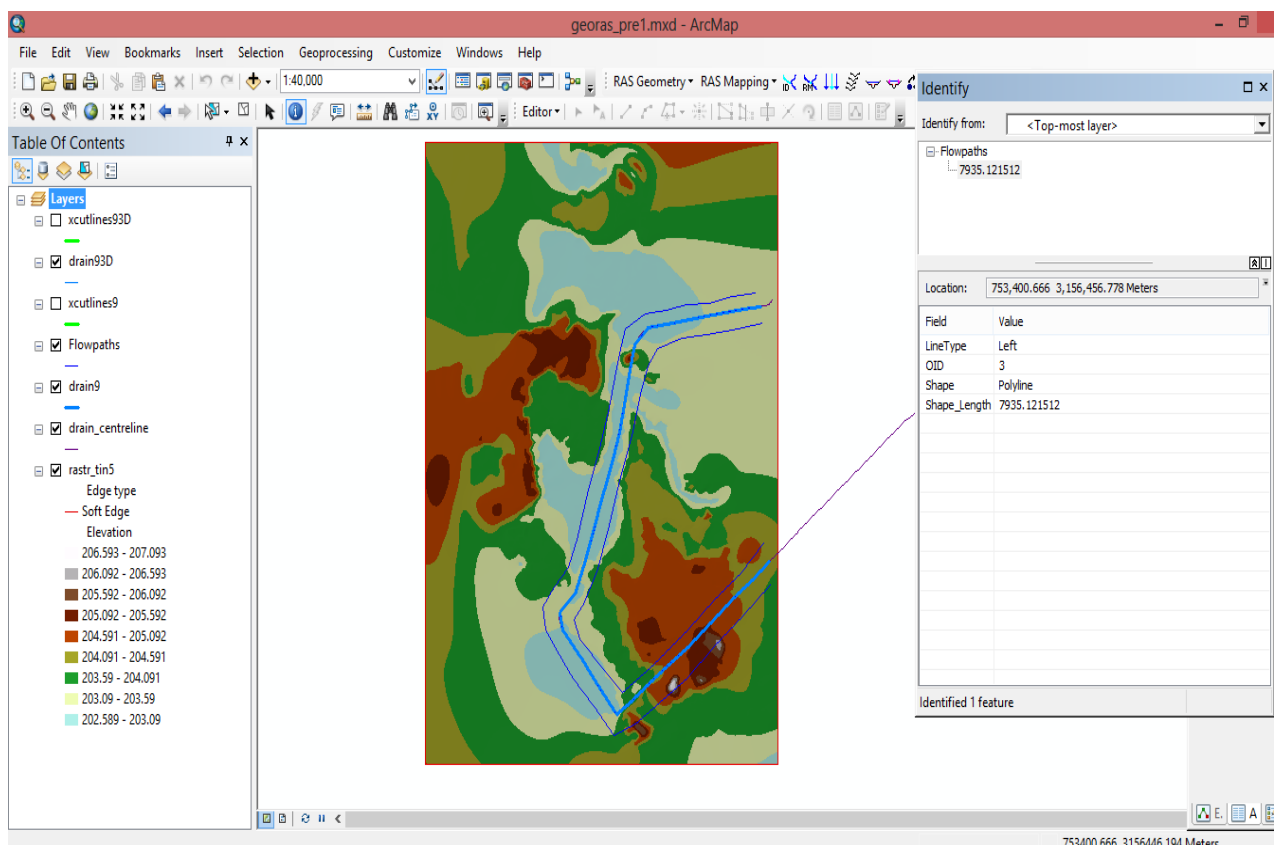 georas_pre1.mxd - ArcMap
File Edit View Bookmarks Insert Selection Geoprocessing Customize Windows Help
1:40,000 RAS Geometry RAS Mapping
Editor
Table Of Contents
Layers
xcutlines93D
drain93D
xcutlines9
Flowpaths
drain9
drain_centreline
rastr_tin5
Edge type
Soft Edge
Elevation
206.593 - 207.093
206.092 - 206.593
205.592 - 206.092
205.092 - 205.592
204.591 - 205.092
204.091 - 204.591
203.59 - 204.091
203.09 - 203.59
202.589 - 203.09
Identify
Identify from: <Top-most layer>
Flowpaths
7935.121512
Location: 753,400.666 3,156,456.778 Meters
Field Value
LineType Left
OID 3
Shape Polyline
Shape_Length 7935.121512
Identified 1 feature
E. A
753400.666 3156446.194 Meters